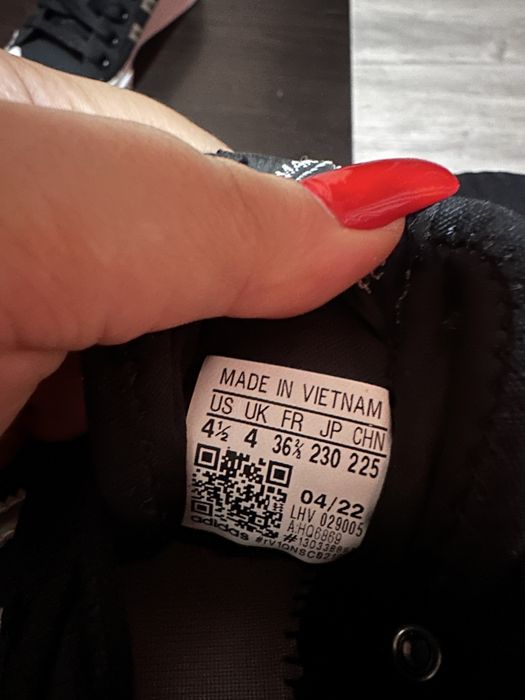 MADE IN VIETNAM
US UK FR JP CHN
4½ 4 36⅔ 230 225
04/22
LHV 029005
A:HQ6869
adidas